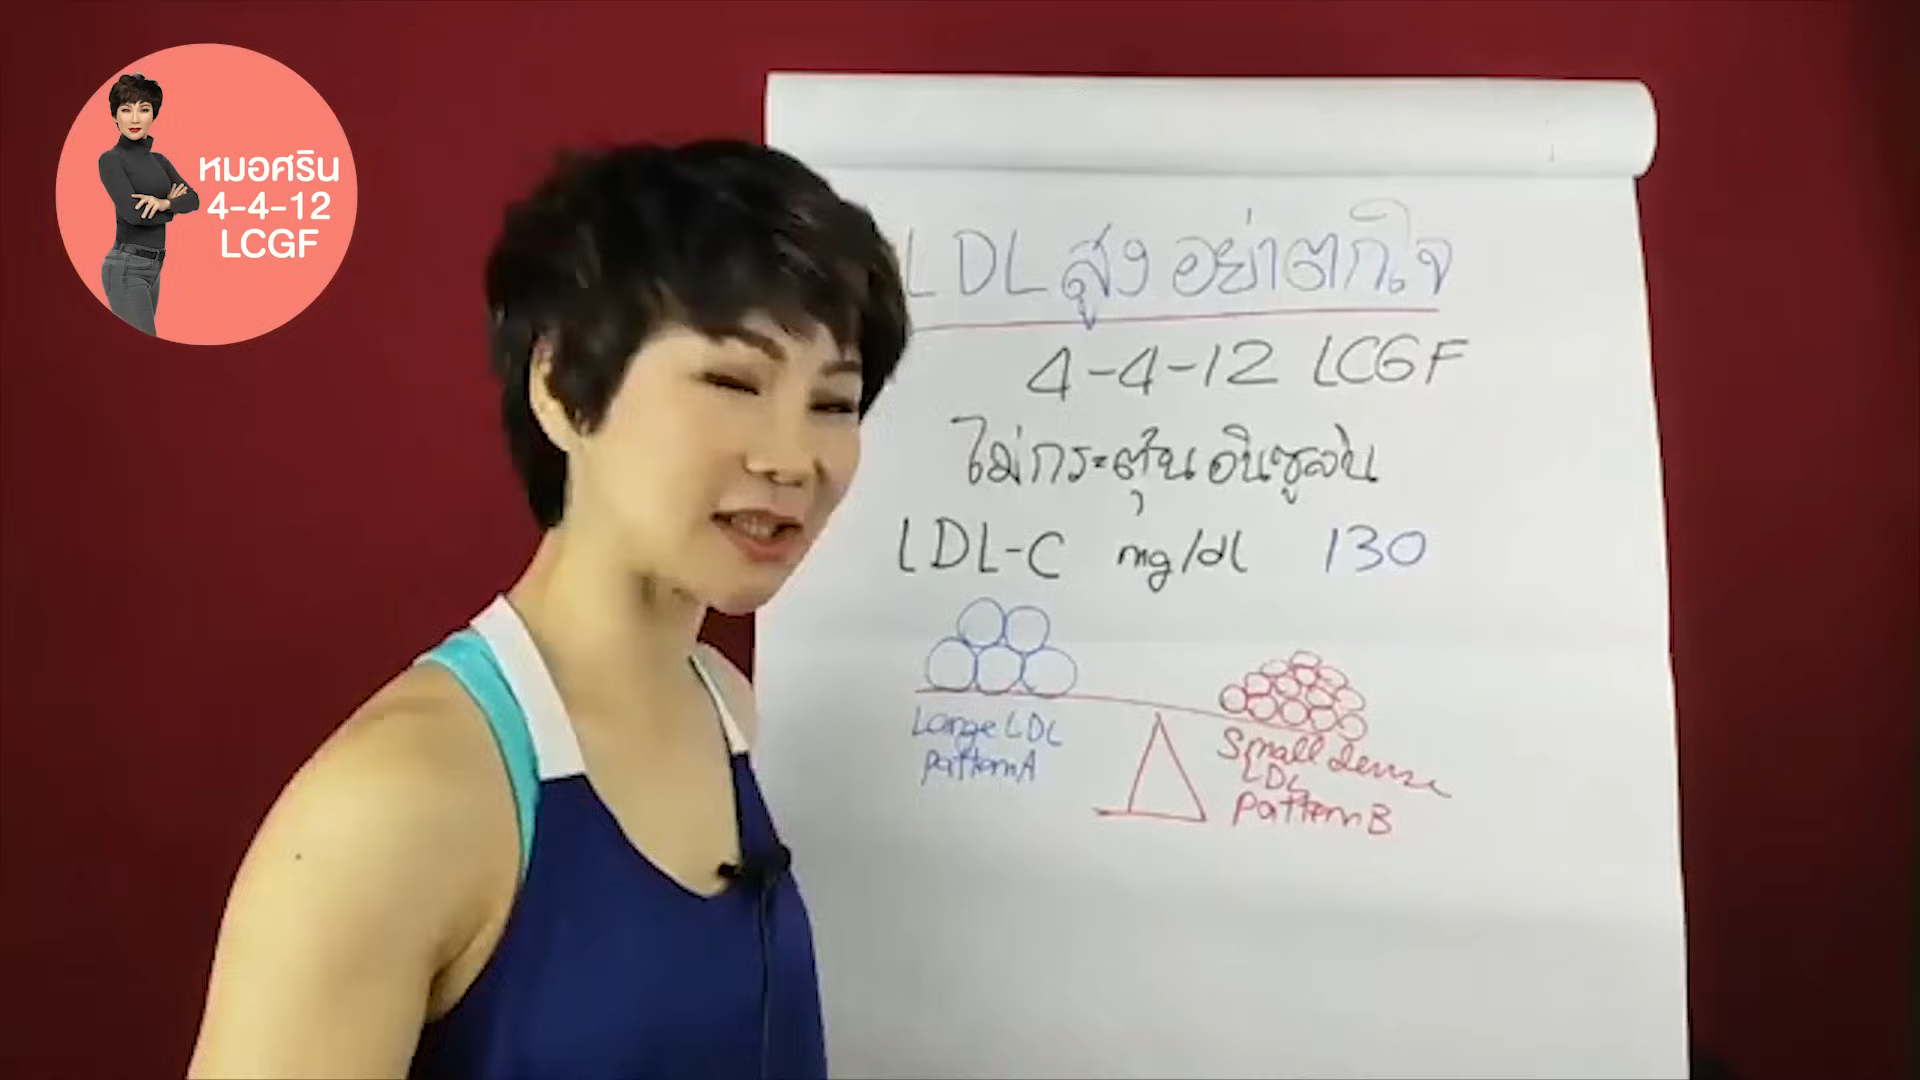 หมอศริน
4-4-12
LCGF
LDL สูง อย่าตกใจ
4-4-12 LCGF
ไม่กระตุ้น อินซูลิน
LDL-C mg/dl 130
Large LDL
pattern A
Small dense
LDL
pattern B